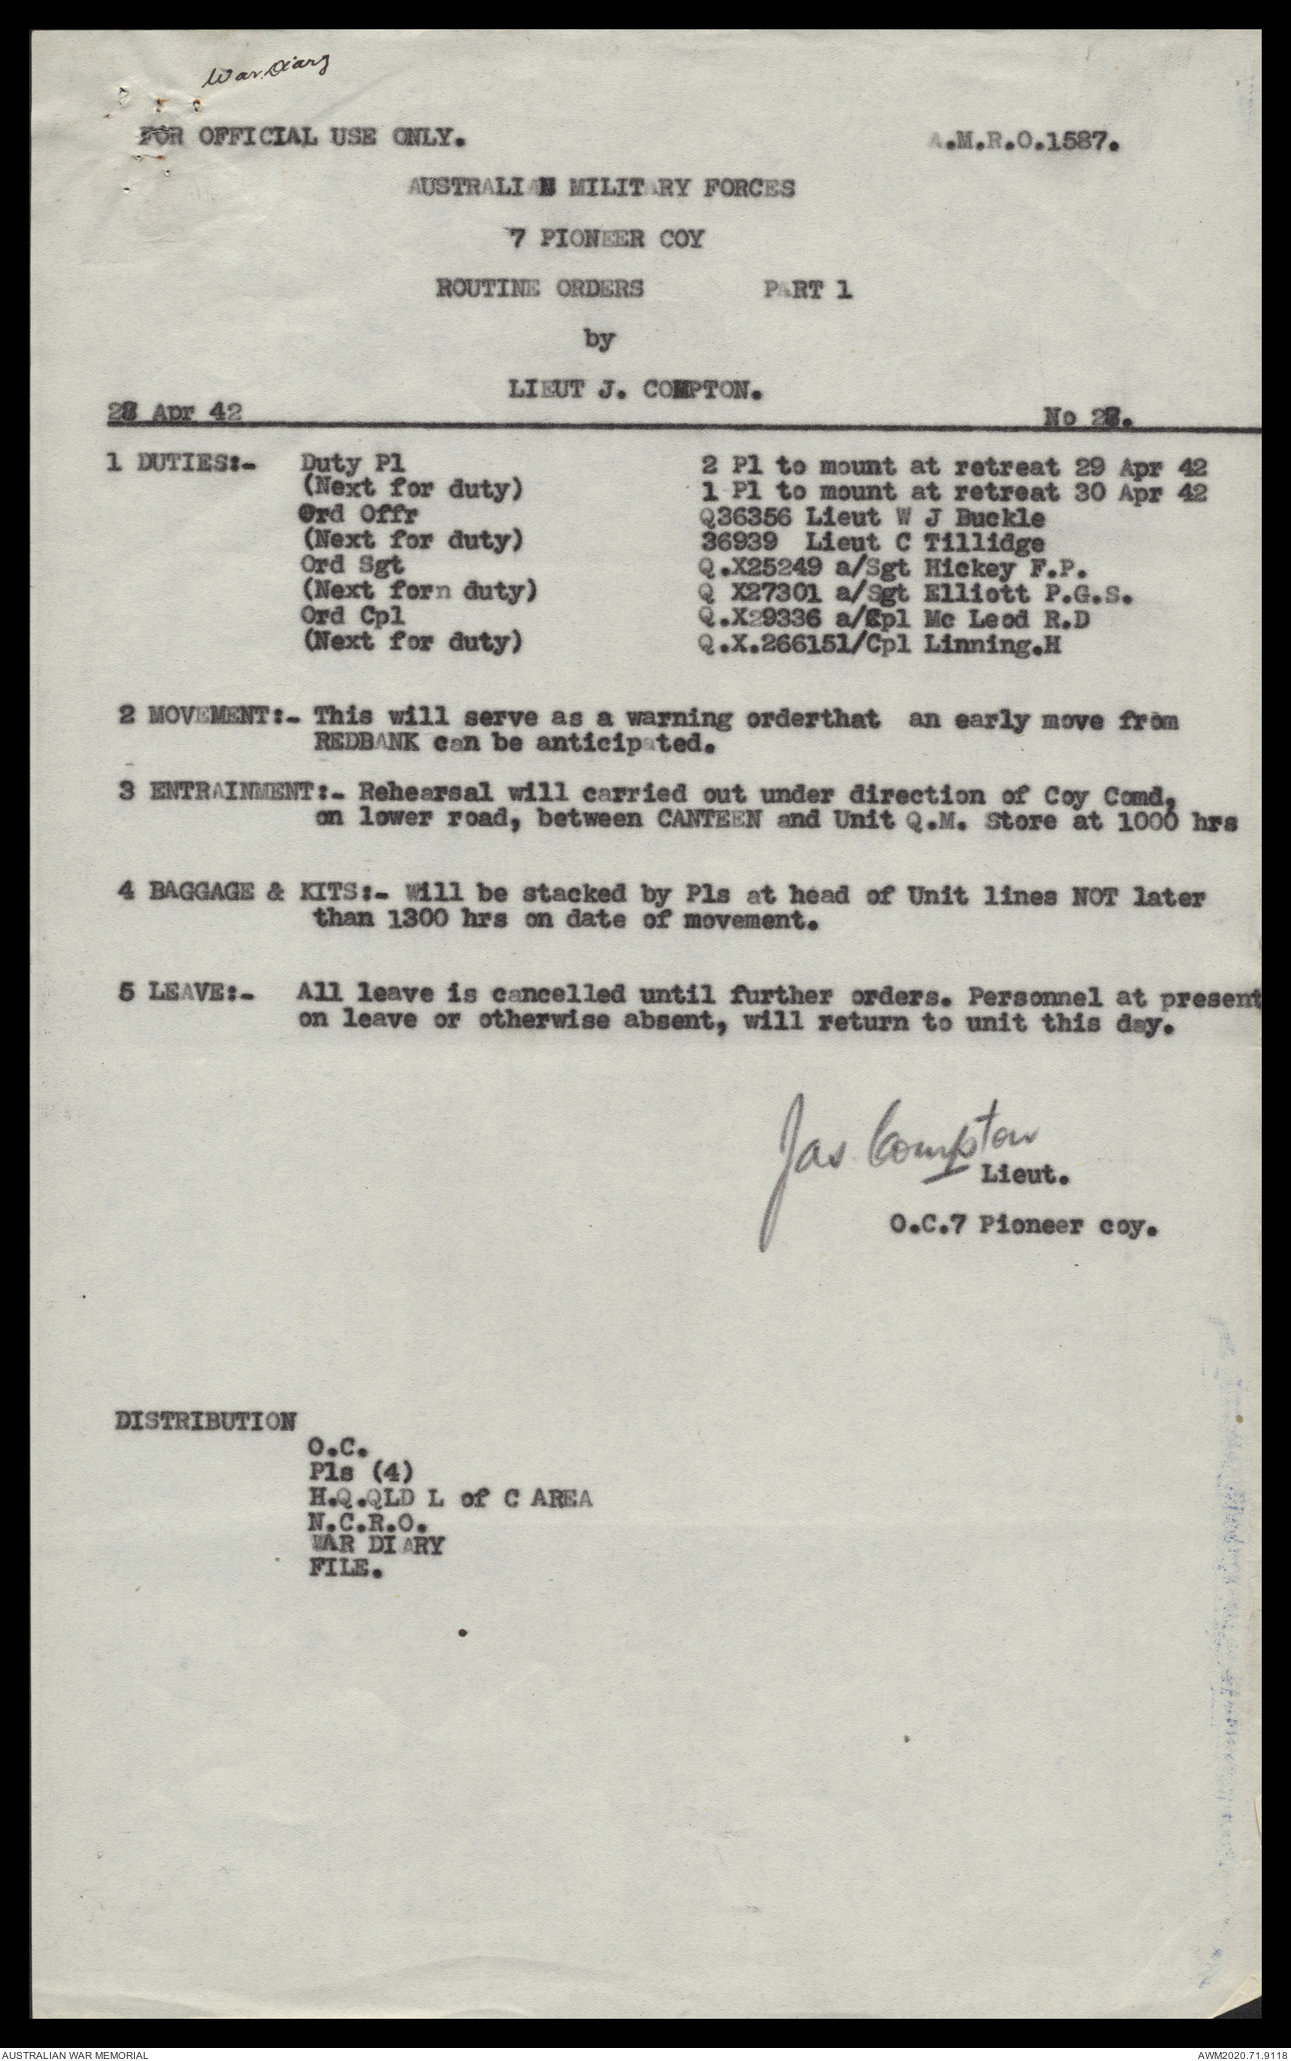 War Diary
FOR OFFICIAL USE ONLY. A.M.R.O.1587.
AUSTRALIAN MILITARY FORCES
7 PIONEER COY
ROUTINE ORDERS PART 1
by
LIEUT J. COMPTON.
28 Apr 42 No 28.
1 DUTIES:- Duty Pl 2 Pl to mount at retreat 29 Apr 42
(Next for duty) 1 Pl to mount at retreat 30 Apr 42
Ord Offr Q36356 Lieut W J Buckle
(Next for duty) 36939 Lieut C Tillidge
Ord Sgt Q.X25249 a/Sgt Hickey F.P.
(Next forn duty) Q X27301 a/Sgt Elliott P.G.S.
Ord Cpl Q.X29336 a/Cpl Mc Leod R.D
(Next for duty) Q.X.266151/Cpl Linning.H
2 MOVEMENT:- This will serve as a warning orderthat an early move from
REDBANK can be anticipated.
3 ENTRAINMENT:- Rehearsal will carried out under direction of Coy Comd,
on lower road, between CANTEEN and Unit Q.M. Store at 1000 hrs
4 BAGGAGE & KITS:- Will be stacked by Pls at head of Unit lines NOT later
than 1300 hrs on date of movement.
5 LEAVE:- All leave is cancelled until further orders. Personnel at present
on leave or otherwise absent, will return to unit this day.
Jas Compton
Lieut.
O.C.7 Pioneer coy.
DISTRIBUTION
O.C.
Pls (4)
H.Q.QLD L of C AREA
N.C.R.O.
WAR DIARY
FILE.
AUSTRALIAN WAR MEMORIAL AWM2020.71.9118